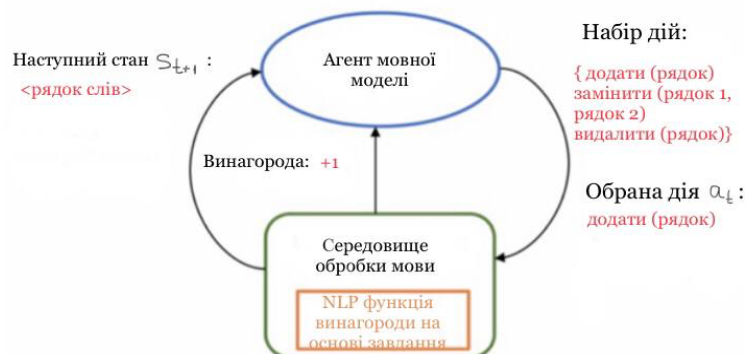 Наступний стан S_{t+1} :
<рядок слів>
Агент мовної
моделі
Набір дій:
{ додати (рядок)
замінити (рядок 1,
рядок 2)
видалити (рядок)}
Винагорода: +1
Обрана дія a_t :
додати (рядок)
Середовище
обробки мови
NLP функція
винагороди на
основі завдання